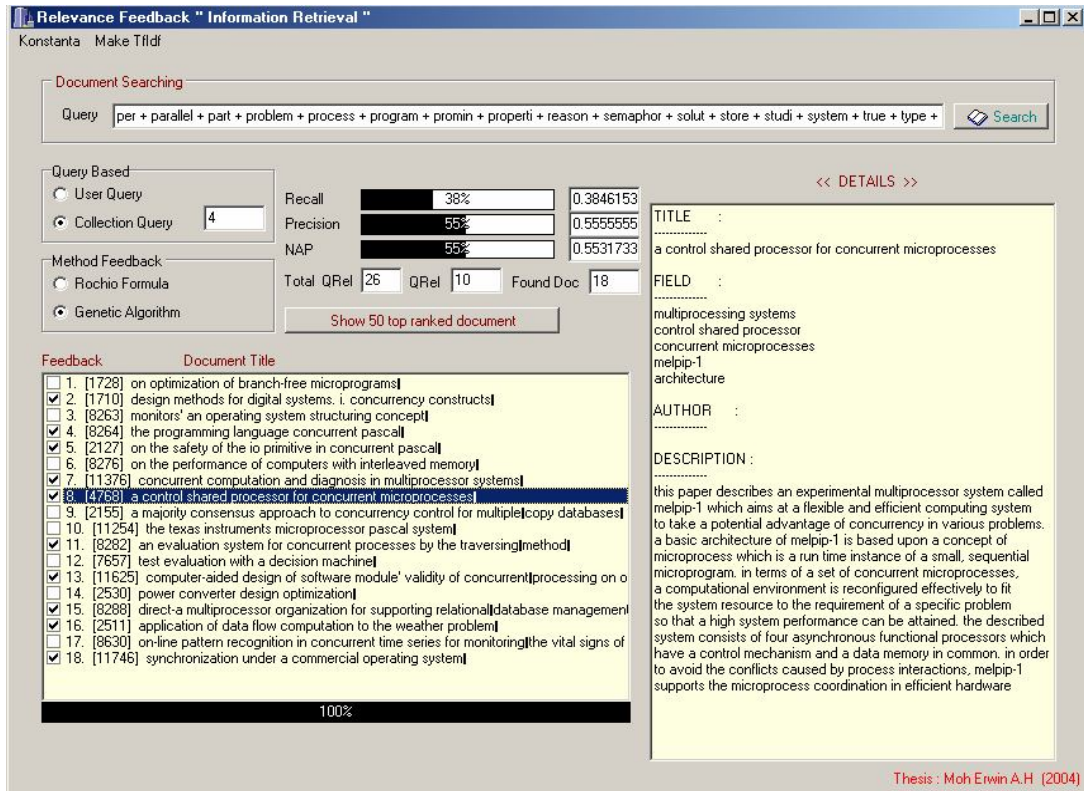 Relevance Feedback " Information Retrieval "
Konstanta Make TfIdf
Document Searching
Query per + parallel + part + problem + process + program + promin + properti + reason + semaphor + solut + store + studi + system + true + type + Search
Query Based
User Query
Collection Query 4
Method Feedback
Rochio Formula
Genetic Algorithm
Recall 38% 0.3846153
Precision 55% 0.5555555
NAP 55% 0.5531733
Total QRel 26 QRel 10 Found Doc 18
Show 50 top ranked document
Feedback Document Title
1. [1728] on optimization of branch-free microprograms
2. [1710] design methods for digital systems. i. concurrency constructs
3. [8263] monitors' an operating system structuring concept
4. [8264] the programming language concurrent pascal
5. [2127] on the safety of the io primitive in concurrent pascal
6. [8276] on the performance of computers with interleaved memory
7. [11376] concurrent computation and diagnosis in multiprocessor systems
8. [4768] a control shared processor for concurrent microprocesses
9. [2155] a majority consensus approach to concurrency control for multiple copy databases
10. [11254] the texas instruments microprocessor pascal system
11. [8282] an evaluation system for concurrent processes by the traversing method
12. [7657] test evaluation with a decision machine
13. [11625] computer-aided design of software module' validity of concurrent processing on o
14. [2530] power converter design optimization
15. [8288] direct-a multiprocessor organization for supporting relational database managemen
16. [2511] application of data flow computation to the weather problem
17. [8630] on-line pattern recognition in concurrent time series for monitoring the vital signs of
18. [11746] synchronization under a commercial operating system
100%
<< DETAILS >>
TITLE :
--------------
a control shared processor for concurrent microprocesses
FIELD :
--------------
multiprocessing systems
control shared processor
concurrent microprocesses
melpip-1
architecture
AUTHOR :
--------------
DESCRIPTION :
--------------
this paper describes an experimental multiprocessor system called
melpip-1 which aims at a flexible and efficient computing system
to take a potential advantage of concurrency in various problems.
a basic architecture of melpip-1 is based upon a concept of
microprocess which is a run time instance of a small, sequential
microprogram. in terms of a set of concurrent microprocesses,
a computational environment is reconfigured effectively to fit
the system resource to the requirement of a specific problem
so that a high system performance can be attained. the described
system consists of four asynchronous functional processors which
have a control mechanism and a data memory in common. in order
to avoid the conflicts caused by process interactions, melpip-1
supports the microprocess coordination in efficient hardware
Thesis : Moh Erwin A.H (2004)